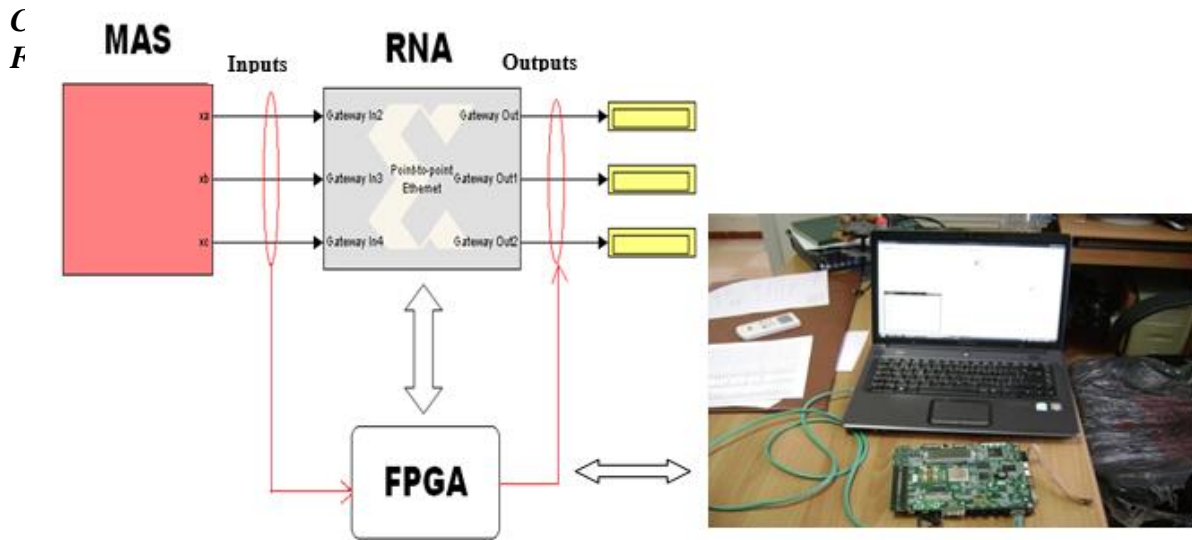 MAS
RNA
Inputs
Outputs
xa
Gateway In2
Gateway Out
xb
Gateway In3
Point-to-point
Ethernet
Gateway Out1
xc
Gateway In4
Gateway Out2
FPGA